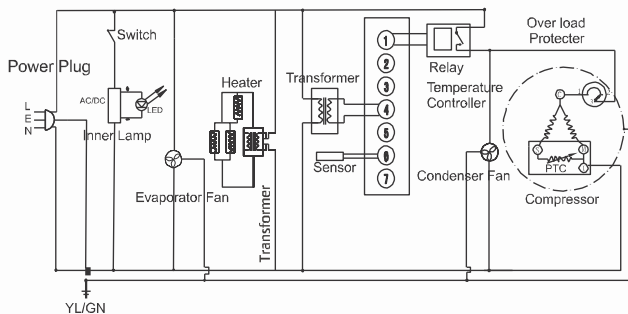 Over load
Protecter
Switch
Power Plug
L
E
N
AC/DC
LED
Inner Lamp
Heater
Transformer
Evaporator Fan
Transformer
Sensor
1
2
3
4
5
6
7
Relay
Temperature
Controller
Condenser Fan
PTC
Compressor
YL/GN